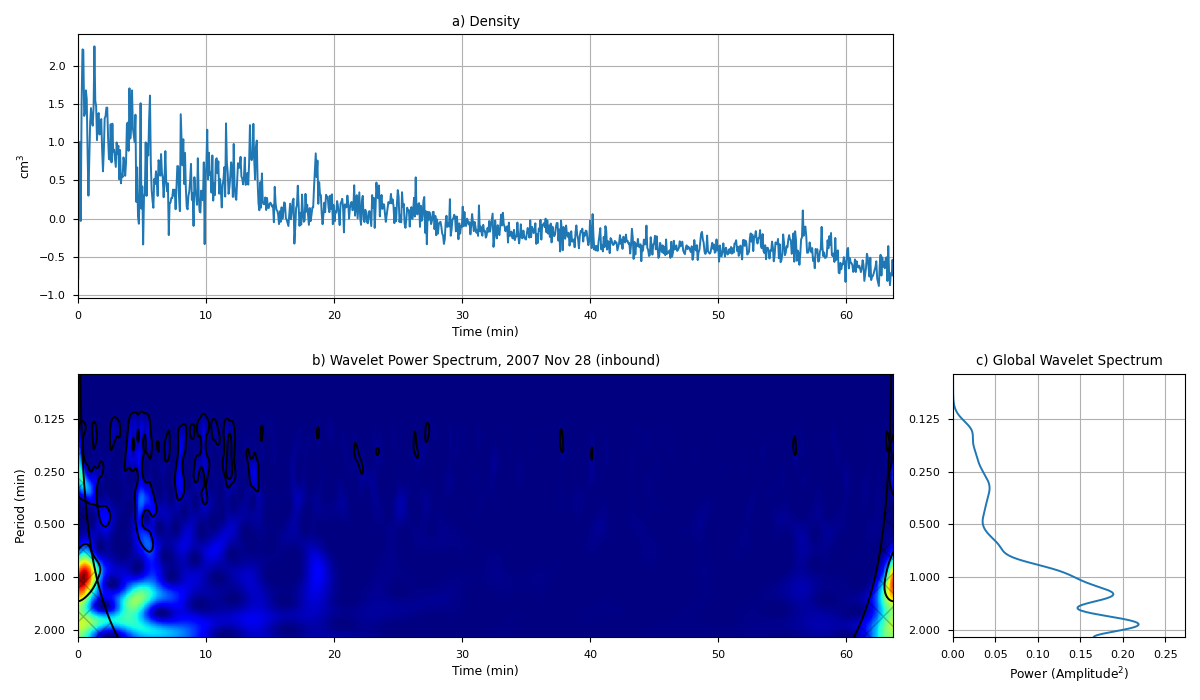 a) Density
2.0
1.5
1.0
0.5
0.0
−0.5
−1.0
cm³
0 10 20 30 40 50 60
Time (min)
b) Wavelet Power Spectrum, 2007 Nov 28 (inbound)
0.125
0.250
0.500
1.000
2.000
Period (min)
0 10 20 30 40 50 60
Time (min)
c) Global Wavelet Spectrum
0.125
0.250
0.500
1.000
2.000
0.00 0.05 0.10 0.15 0.20 0.25
Power (Amplitude²)